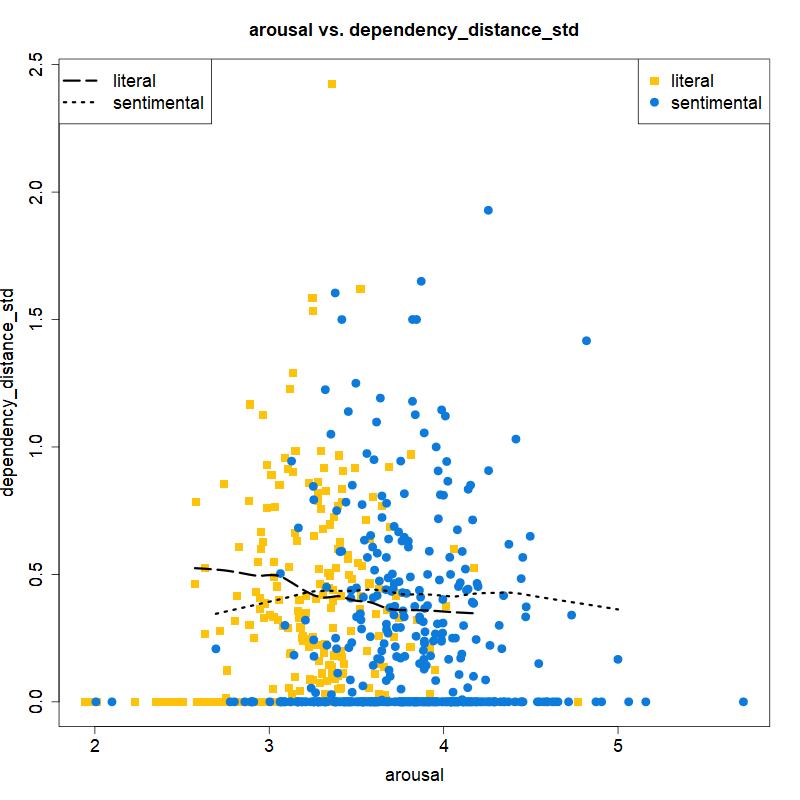 arousal vs. dependency_distance_std
literal
sentimental
literal
sentimental
dependency_distance_std
0.0
0.5
1.0
1.5
2.0
2.5
2 3 4 5
arousal